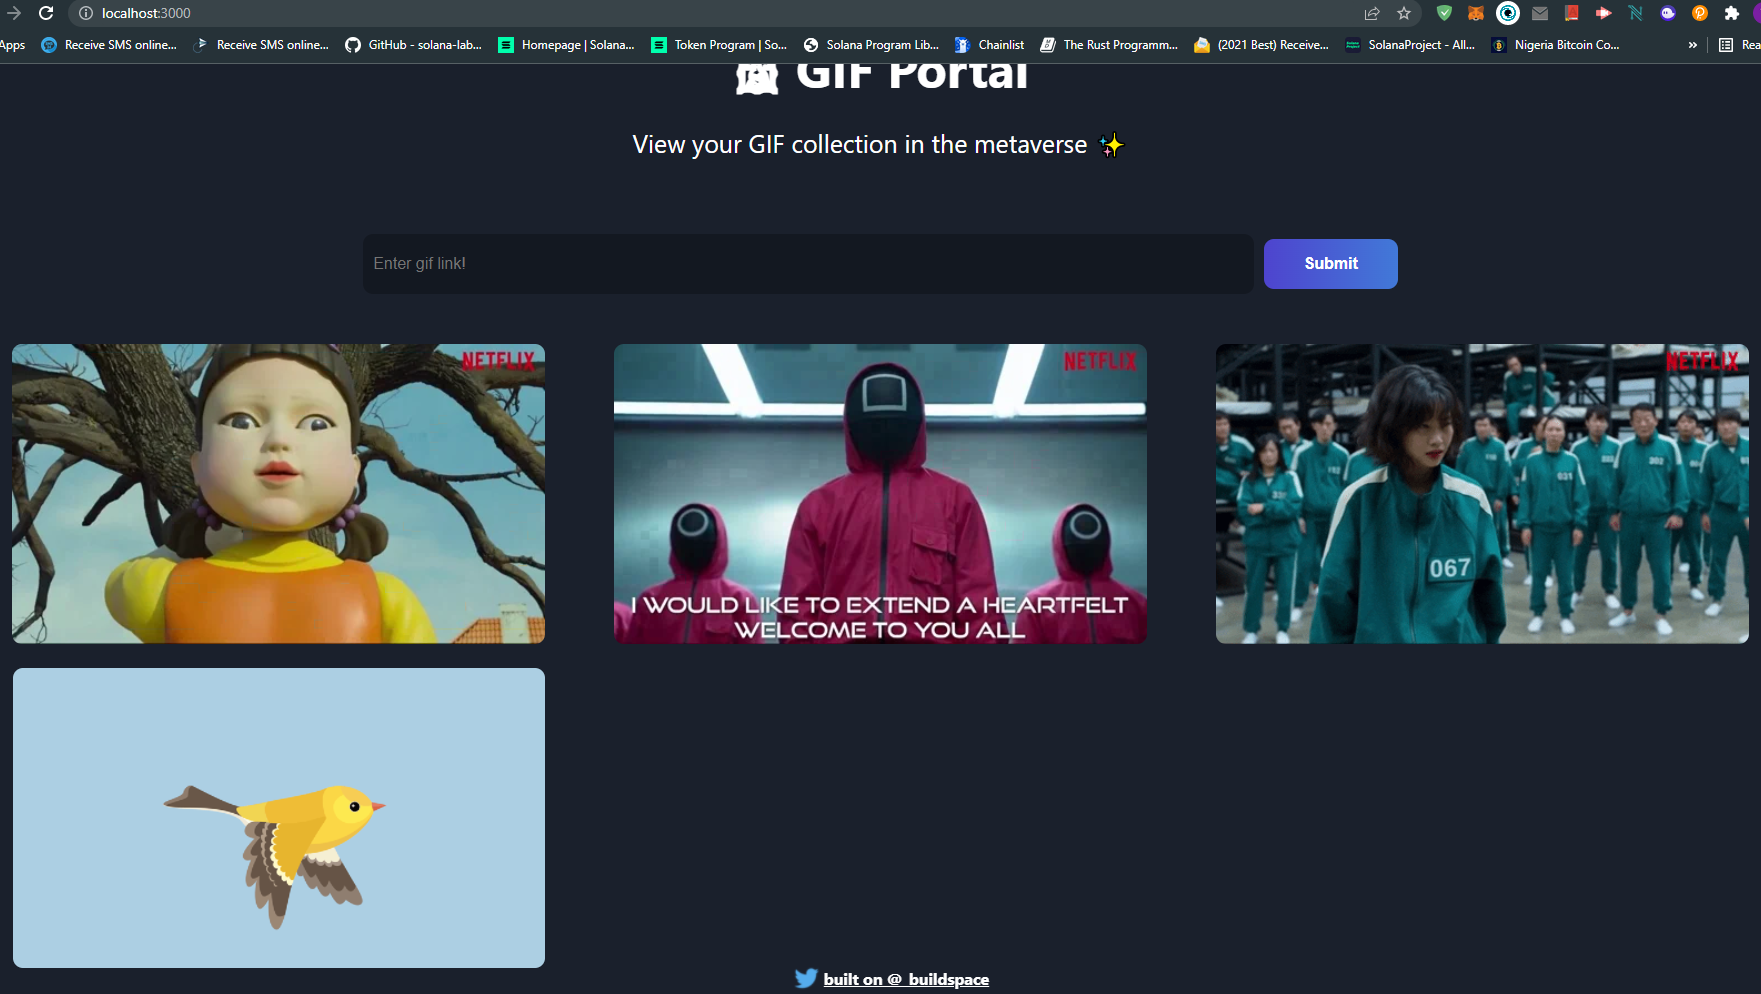 localhost:3000
Apps
Receive SMS online...
Receive SMS online...
GitHub - solana-lab...
Homepage | Solana...
Token Program | So...
Solana Program Lib...
Chainlist
The Rust Programm...
(2021 Best) Receive...
SolanaProject - All...
Nigeria Bitcoin Co...
»
Rea
GIF Portal
View your GIF collection in the metaverse ✨
Enter gif link!
Submit
NETFLIX
NETFLIX
I WOULD LIKE TO EXTEND A HEARTFELT
WELCOME TO YOU ALL
NETFLIX
067
031
302
built on @_buildspace